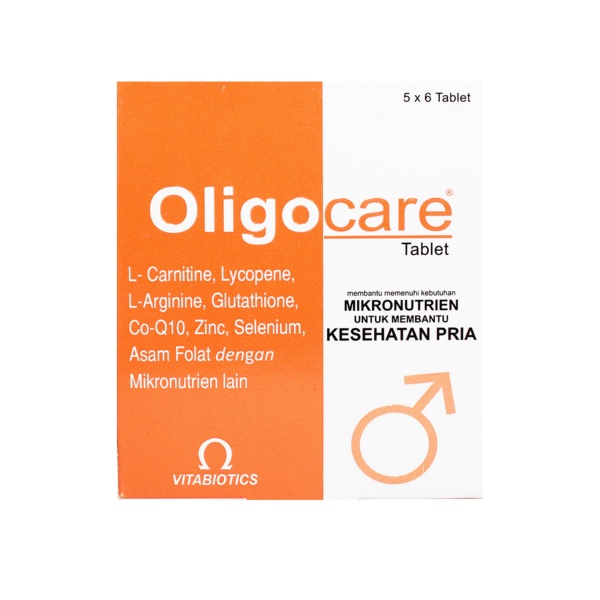 5 x 6 Tablet
Oligocare®
Tablet
L- Carnitine, Lycopene,
L-Arginine, Glutathione,
Co-Q10, Zinc, Selenium,
Asam Folat dengan
Mikronutrien lain
membantu memenuhi kebutuhan
MIKRONUTRIEN
UNTUK MEMBANTU
KESEHATAN PRIA
VITABIOTICS